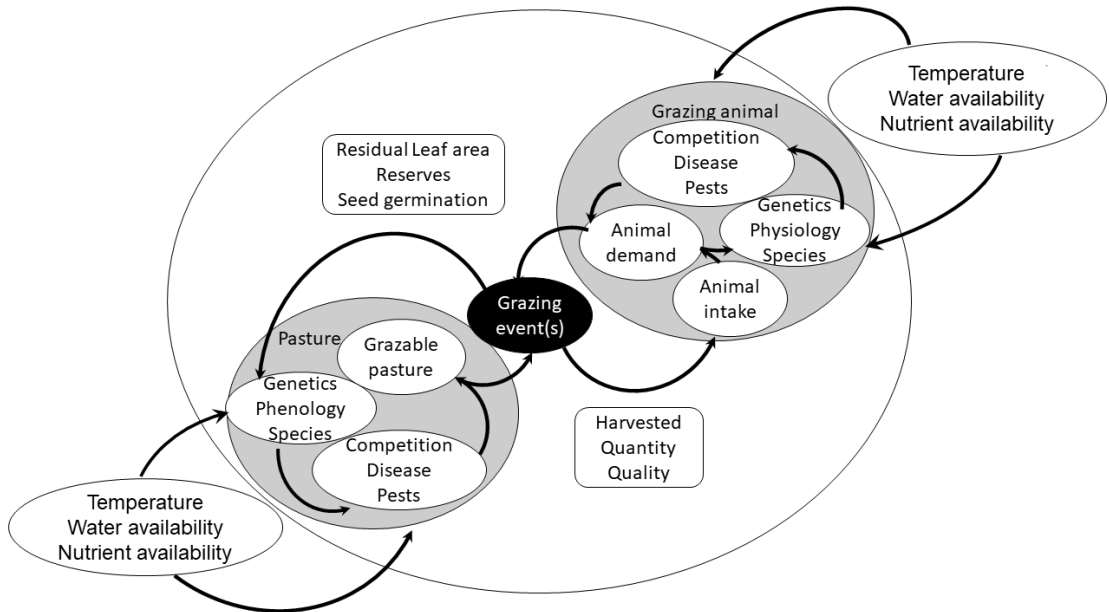 Temperature
Water availability
Nutrient availability
Grazing animal
Competition
Disease
Pests
Residual Leaf area
Reserves
Seed germination
Genetics
Physiology
Species
Animal
demand
Animal
intake
Grazing
event(s)
Pasture
Grazable
pasture
Genetics
Phenology
Species
Harvested
Quantity
Quality
Competition
Disease
Pests
Temperature
Water availability
Nutrient availability